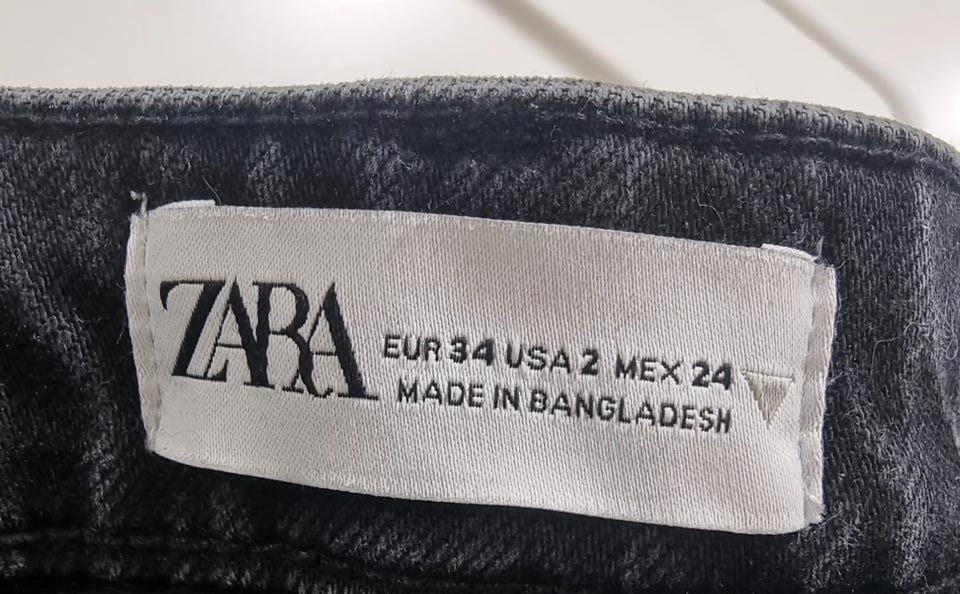 ZARA
EUR 34 USA 2 MEX 24
MADE IN BANGLADESH